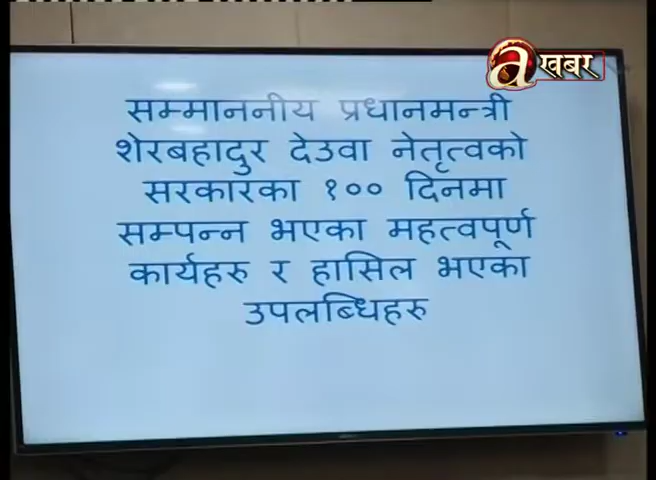 a खबर
सम्माननीय प्रधानमन्त्री
शेरबहादुर देउवा नेतृत्वको
सरकारका १०० दिनमा
सम्पन्न भएका महत्वपूर्ण
कार्यहरु र हासिल भएका
उपलब्धिहरु